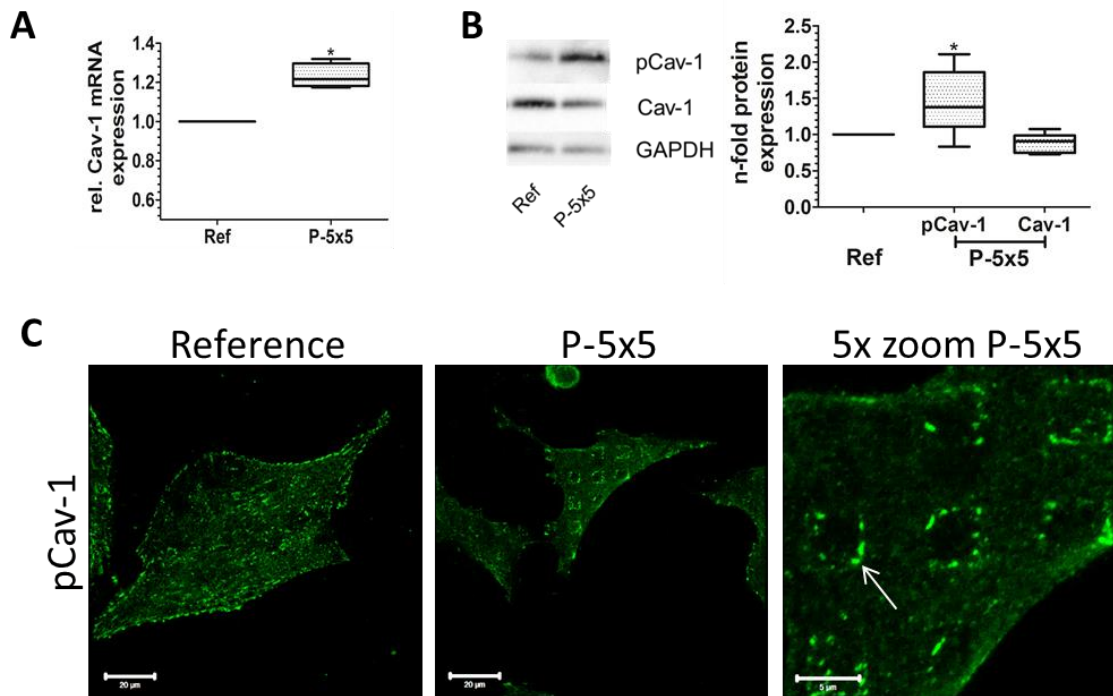 A
rel. Cav-1 mRNA
expression
1.4
1.2
1.0
0.8
0.6
*
Ref
P-5x5
B
pCav-1
Cav-1
GAPDH
Ref
P-5x5
n-fold protein
expression
2.5
2.0
1.5
1.0
0.5
0.0
*
pCav-1
Cav-1
Ref
P-5x5
C
Reference
P-5x5
5x zoom P-5x5
pCav-1
20 µm
20 µm
5 µm